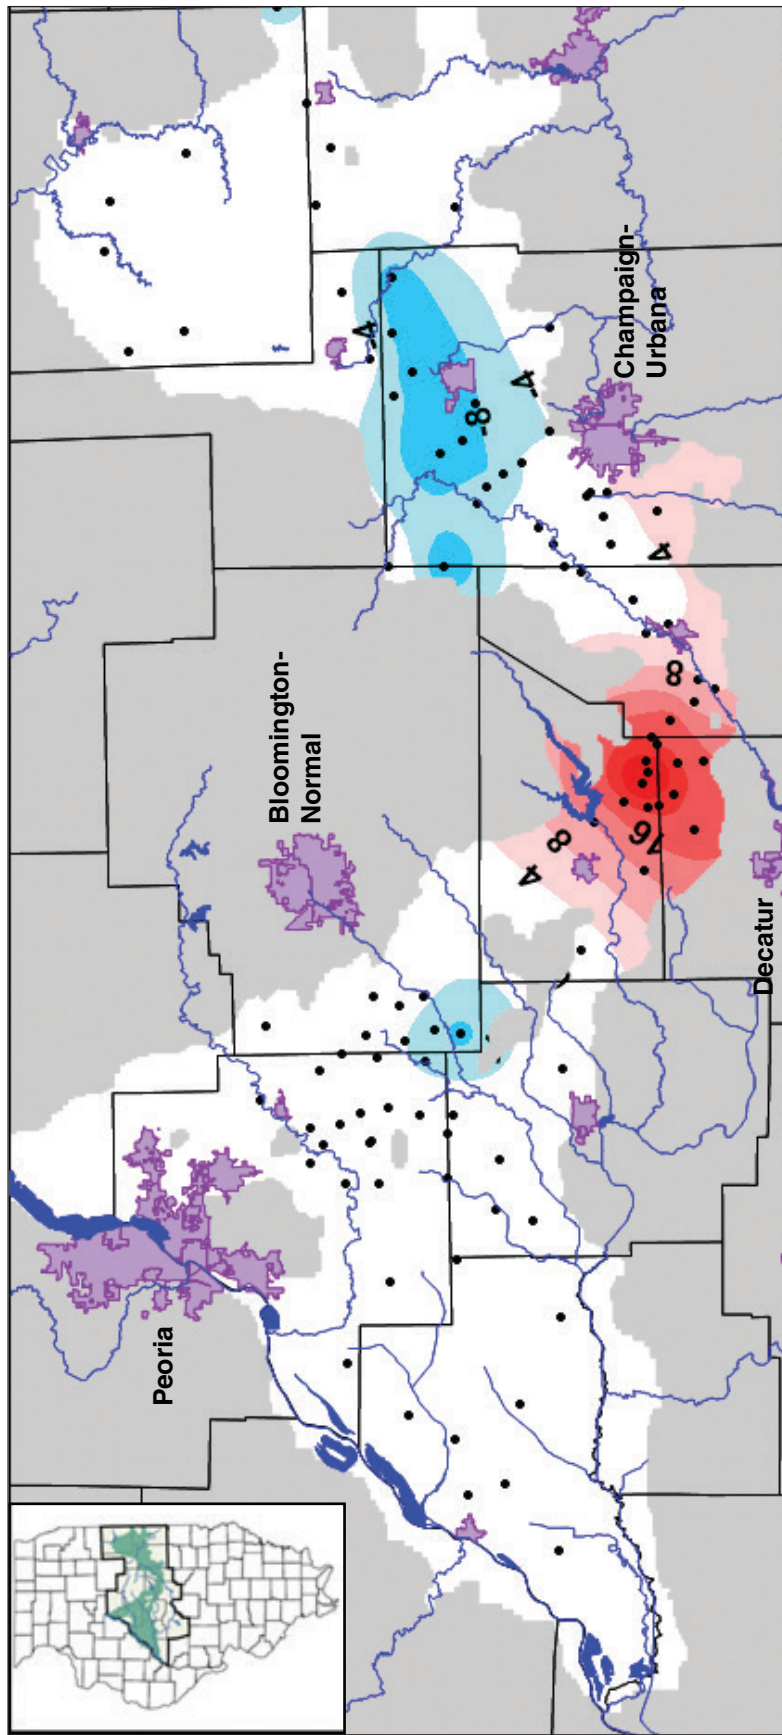 Peoria
Bloomington-
Normal
-4
-8
-4
4
8
Champaign-
Urbana
16
4
8
Decatur